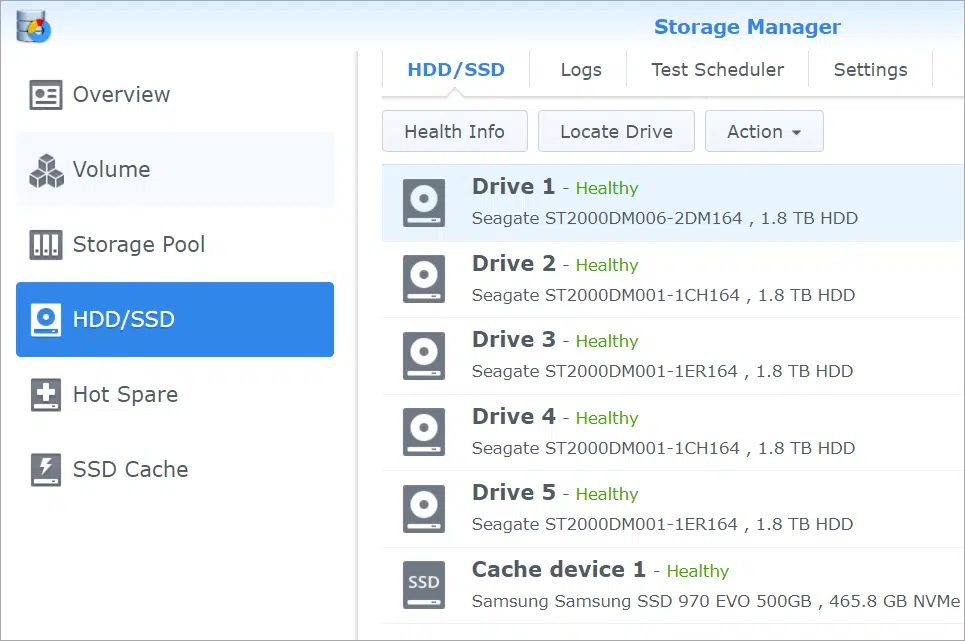 Storage Manager
Overview
Volume
Storage Pool
HDD/SSD
Hot Spare
SSD Cache
HDD/SSD
Logs
Test Scheduler
Settings
Health Info
Locate Drive
Action
Drive 1 - Healthy
Seagate ST2000DM006-2DM164 , 1.8 TB HDD
Drive 2 - Healthy
Seagate ST2000DM001-1CH164 , 1.8 TB HDD
Drive 3 - Healthy
Seagate ST2000DM001-1ER164 , 1.8 TB HDD
Drive 4 - Healthy
Seagate ST2000DM001-1CH164 , 1.8 TB HDD
Drive 5 - Healthy
Seagate ST2000DM001-1ER164 , 1.8 TB HDD
SSD
Cache device 1 - Healthy
Samsung Samsung SSD 970 EVO 500GB , 465.8 GB NVMe